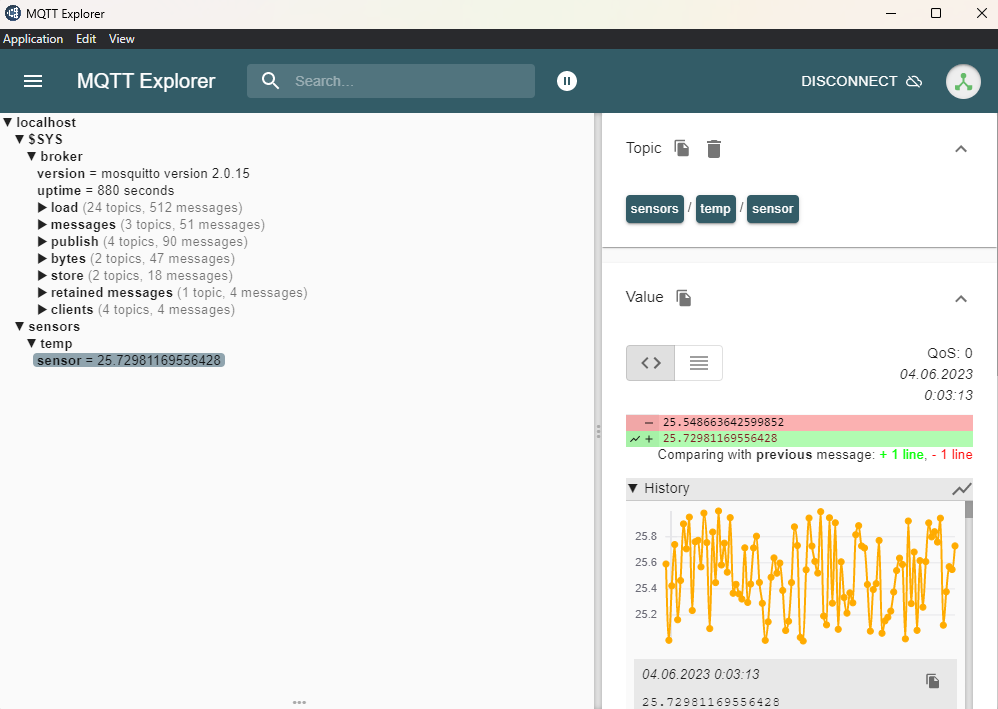 MQTT Explorer
Application Edit View
MQTT Explorer Search... DISCONNECT
localhost
$SYS
broker
version = mosquitto version 2.0.15
uptime = 880 seconds
load (24 topics, 512 messages)
messages (3 topics, 51 messages)
publish (4 topics, 90 messages)
bytes (2 topics, 47 messages)
store (2 topics, 18 messages)
retained messages (1 topic, 4 messages)
clients (4 topics, 4 messages)
sensors
temp
sensor = 25.72981169556428
Topic
sensors / temp / sensor
Value
QoS: 0
04.06.2023
0:03:13
− 25.548663642599852
+ 25.72981169556428
Comparing with previous message: + 1 line, - 1 line
History
25.8
25.6
25.4
25.2
04.06.2023 0:03:13
25.72981169556428